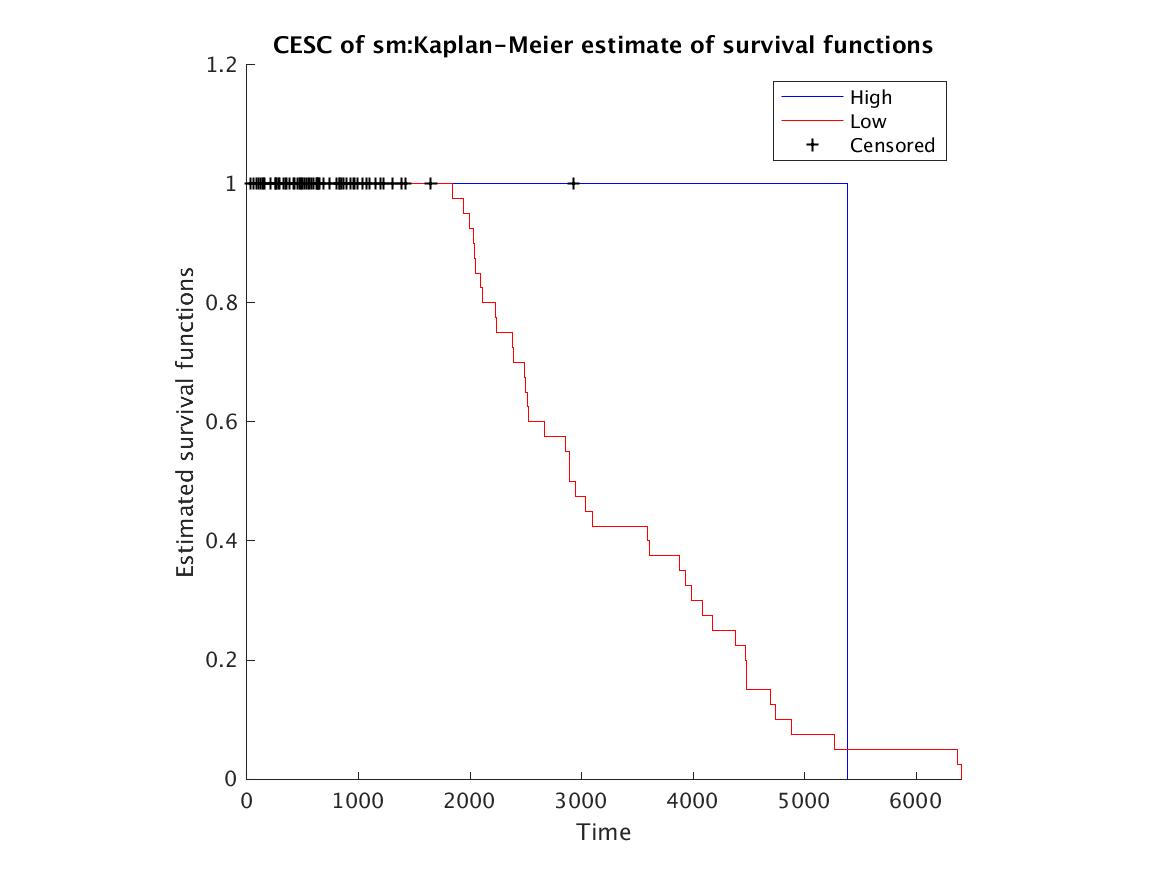 CESC of sm:Kaplan-Meier estimate of survival functions
1.2
1
0.8
0.6
0.4
0.2
0
Estimated survival functions
High
Low
Censored
0 1000 2000 3000 4000 5000 6000
Time